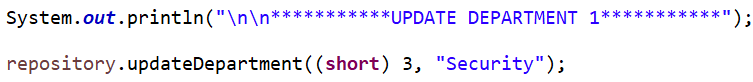 System.out.println("\n\n***********UPDATE DEPARTMENT 1***********");
repository.updateDepartment((short) 3, "Security");